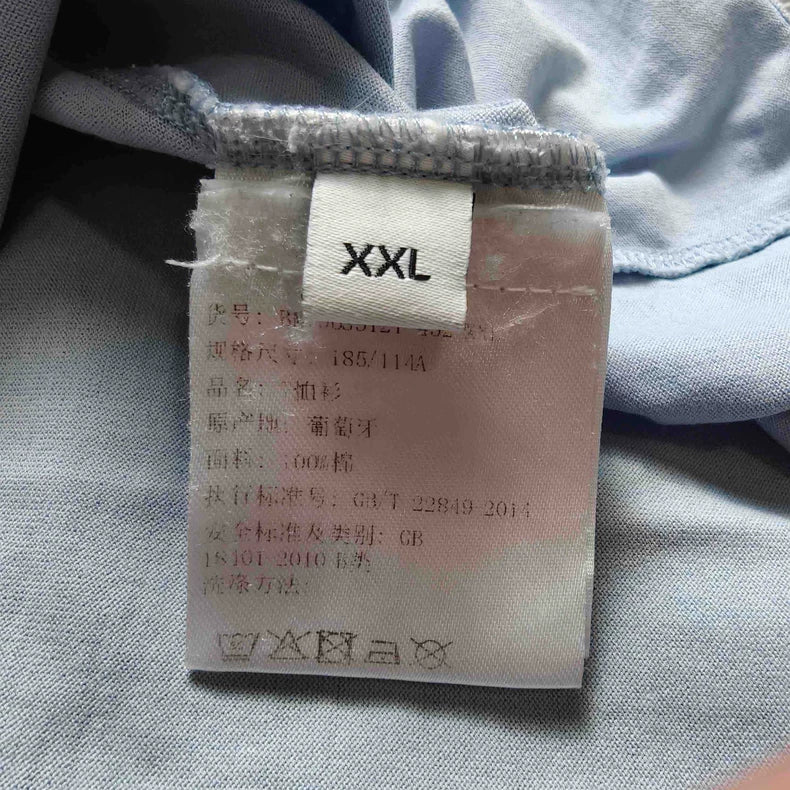 XXL
货号:
规格尺寸: 185/114A
品名: T恤衫
原产地: 葡萄牙
面料: 100%棉
执行标准号: GB/T 22849-2014
安全标准及类别: GB
18401-2010 B类
洗涤方法: